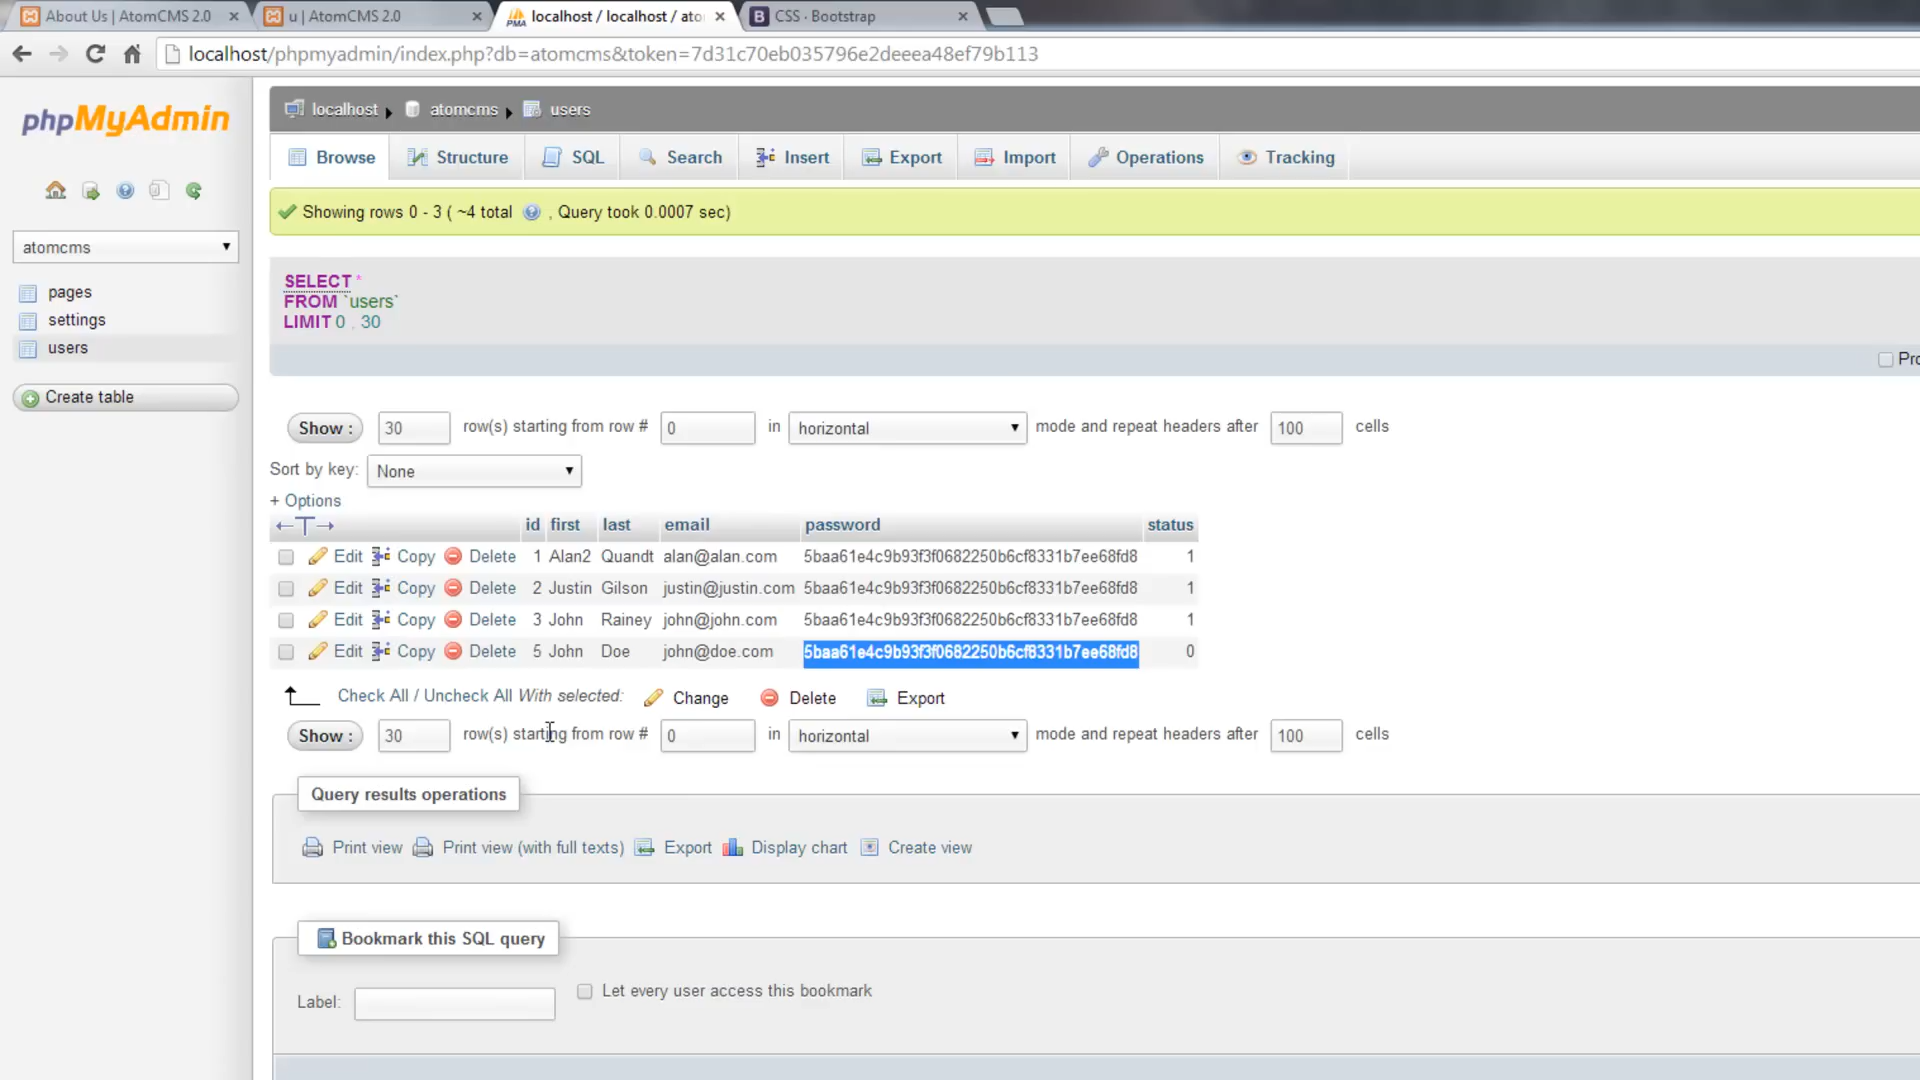 About Us | AtomCMS 2.0
u | AtomCMS 2.0
localhost / localhost / ato
CSS · Bootstrap
localhost/phpmyadmin/index.php?db=atomcms&token=7d31c70eb035796e2deeea48ef79b113
phpMyAdmin
localhost atomcms users
Browse Structure SQL Search Insert Export Import Operations Tracking
Showing rows 0 - 3 ( ~4 total , Query took 0.0007 sec)
atomcms
pages
settings
users
Create table
SELECT *
FROM `users`
LIMIT 0 , 30
Show : 30 row(s) starting from row # 0 in horizontal mode and repeat headers after 100 cells
Sort by key: None
+ Options
id first last email password status
Edit Copy Delete 1 Alan2 Quandt alan@alan.com 5baa61e4c9b93f3f0682250b6cf8331b7ee68fd8 1
Edit Copy Delete 2 Justin Gilson justin@justin.com 5baa61e4c9b93f3f0682250b6cf8331b7ee68fd8 1
Edit Copy Delete 3 John Rainey john@john.com 5baa61e4c9b93f3f0682250b6cf8331b7ee68fd8 1
Edit Copy Delete 5 John Doe john@doe.com 5baa61e4c9b93f3f0682250b6cf8331b7ee68fd8 0
Check All / Uncheck All With selected: Change Delete Export
Show : 30 row(s) starting from row # 0 in horizontal mode and repeat headers after 100 cells
Query results operations
Print view Print view (with full texts) Export Display chart Create view
Bookmark this SQL query
Label: Let every user access this bookmark